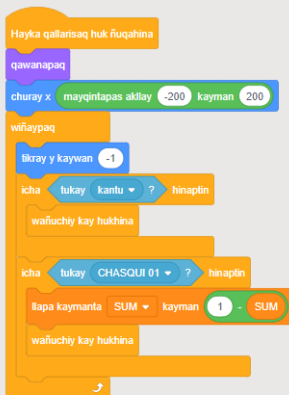 Hayka qallarisaq huk ñuqahina
qawanapaq
churay x mayqintapas akllay -200 kayman 200
wiñaypaq
tikray y kaywan -1
icha tukay kantu ? hinaptin
wañuchiy kay hukhina
icha tukay CHASQUI 01 ? hinaptin
llapa kaymanta SUM kayman 1 - SUM
wañuchiy kay hukhina